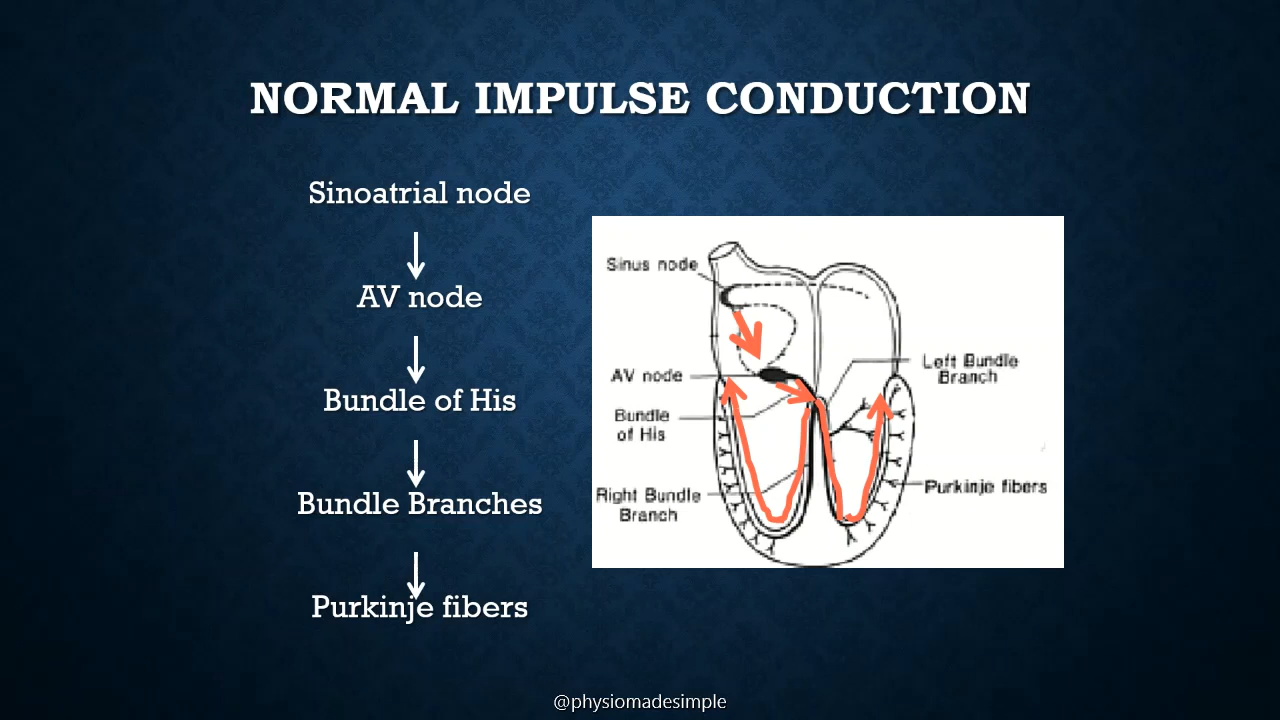 NORMAL IMPULSE CONDUCTION
Sinoatrial node
AV node
Bundle of His
Bundle Branches
Purkinje fibers
Sinus node
AV node
Bundle
of His
Right Bundle
Branch
Left Bundle
Branch
Purkinje fibers
@physiomadesimple